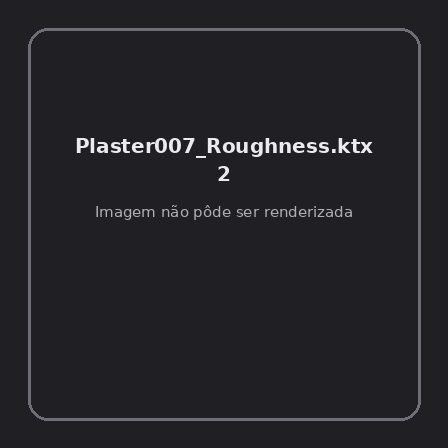 Plaster007_Roughness.ktx
2
Imagem não pôde ser renderizada